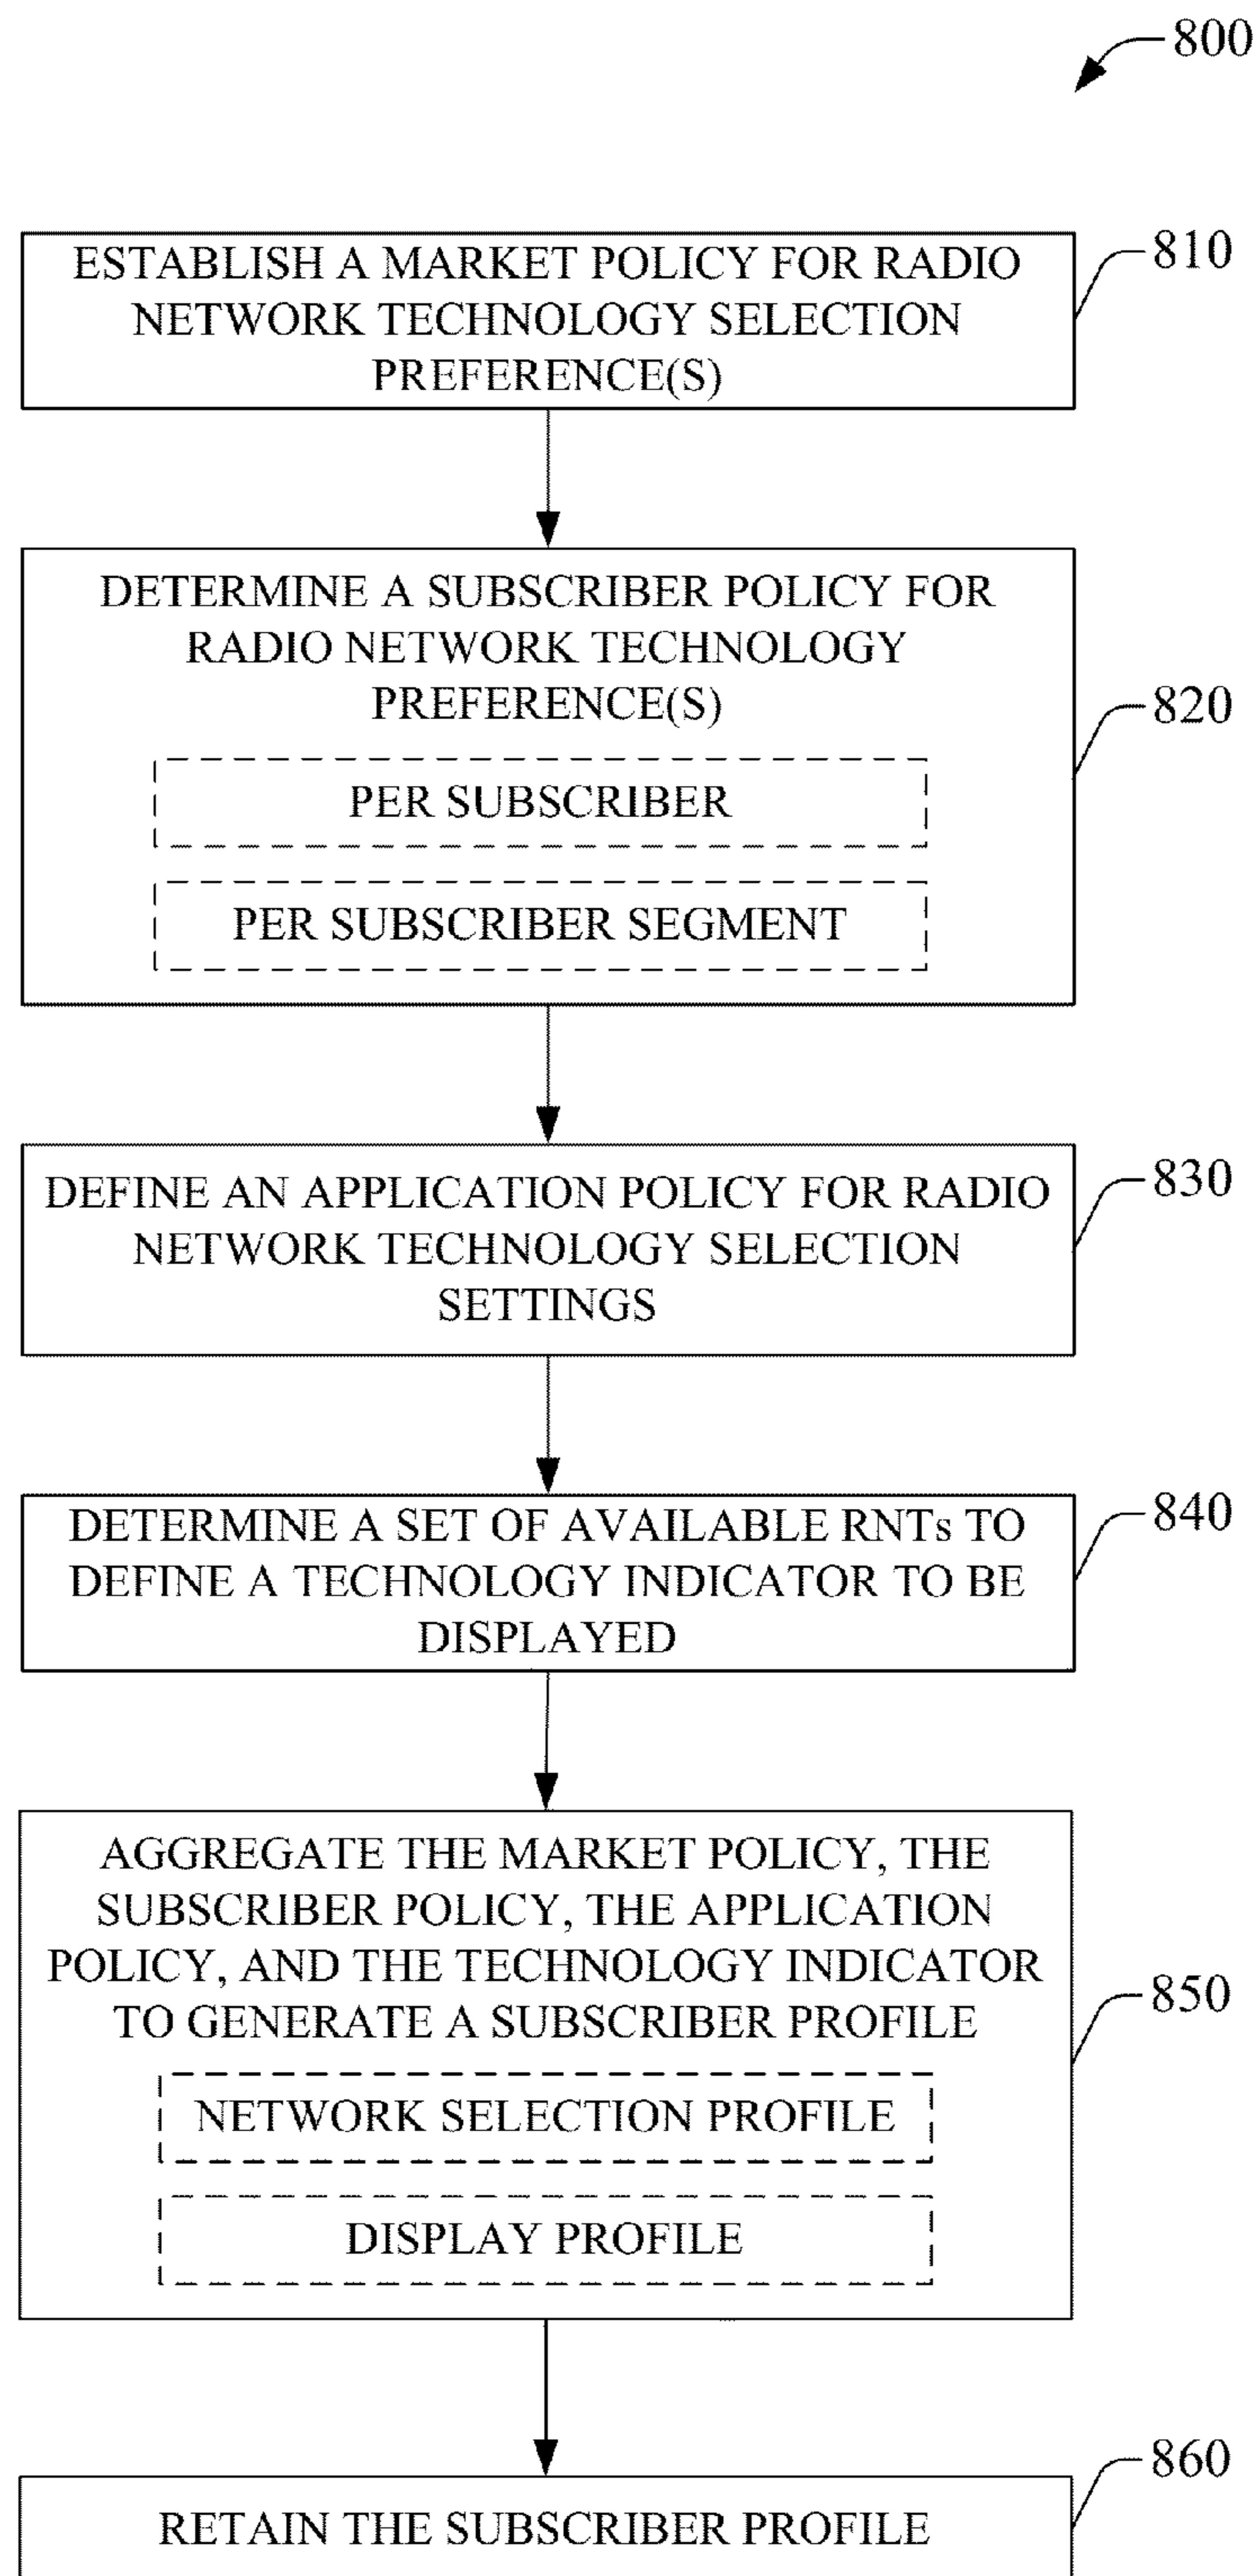 800
ESTABLISH A MARKET POLICY FOR RADIO
NETWORK TECHNOLOGY SELECTION
PREFERENCE(S)
810
DETERMINE A SUBSCRIBER POLICY FOR
RADIO NETWORK TECHNOLOGY
PREFERENCE(S)
820
PER SUBSCRIBER
PER SUBSCRIBER SEGMENT
DEFINE AN APPLICATION POLICY FOR RADIO
NETWORK TECHNOLOGY SELECTION
SETTINGS
830
DETERMINE A SET OF AVAILABLE RNTs TO
DEFINE A TECHNOLOGY INDICATOR TO BE
DISPLAYED
840
AGGREGATE THE MARKET POLICY, THE
SUBSCRIBER POLICY, THE APPLICATION
POLICY, AND THE TECHNOLOGY INDICATOR
TO GENERATE A SUBSCRIBER PROFILE
850
NETWORK SELECTION PROFILE
DISPLAY PROFILE
RETAIN THE SUBSCRIBER PROFILE
860